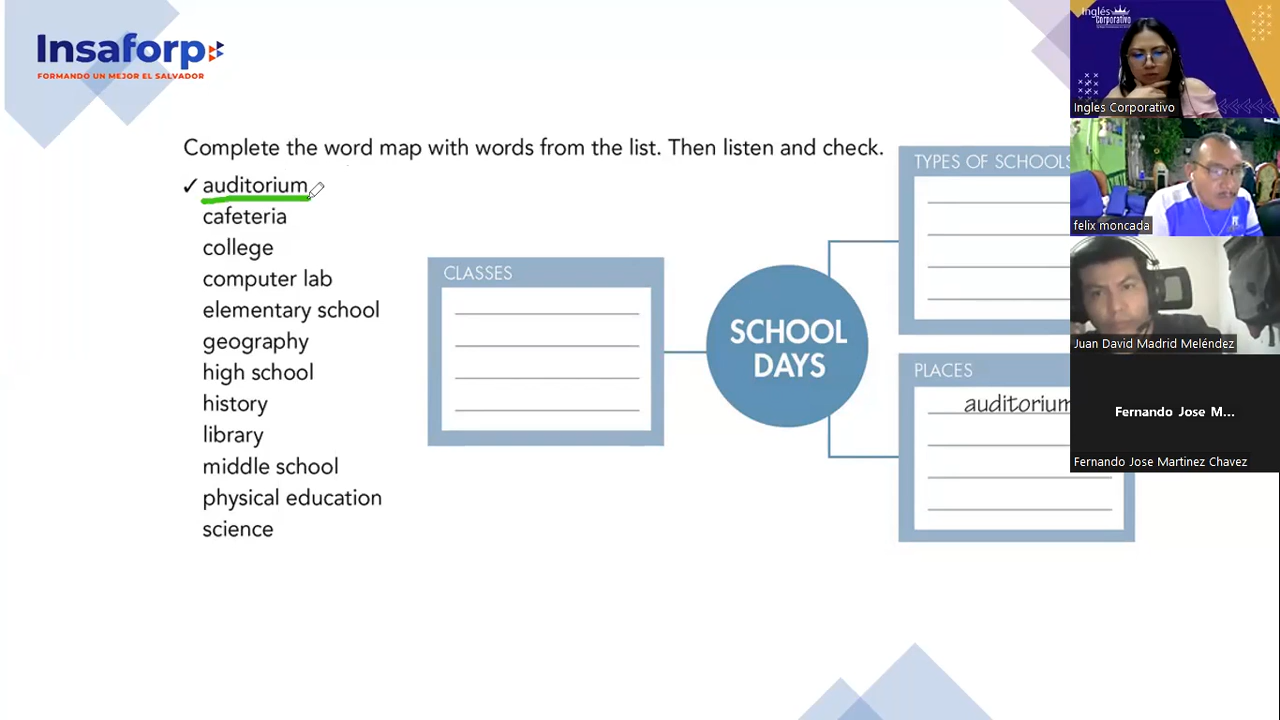 Insaforp
FORMANDO UN MEJOR EL SALVADOR
Complete the word map with words from the list. Then listen and check.
✓ auditorium
cafeteria
college
computer lab
elementary school
geography
high school
history
library
middle school
physical education
science
CLASSES
SCHOOL
DAYS
TYPES OF SCHOOLS
PLACES
auditorium
Inglés
Corporativo
Ingles Corporativo
felix moncada
Juan David Madrid Meléndez
Fernando Jose M...
Fernando Jose Martinez Chavez